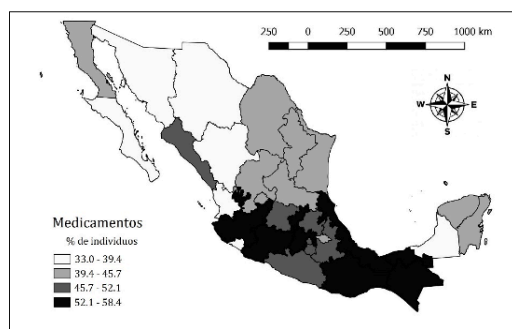 250 0 250 500 750 1000 km
N
W E
S
Medicamentos
% de individuos
33.0 - 39.4
39.4 - 45.7
45.7 - 52.1
52.1 - 58.4